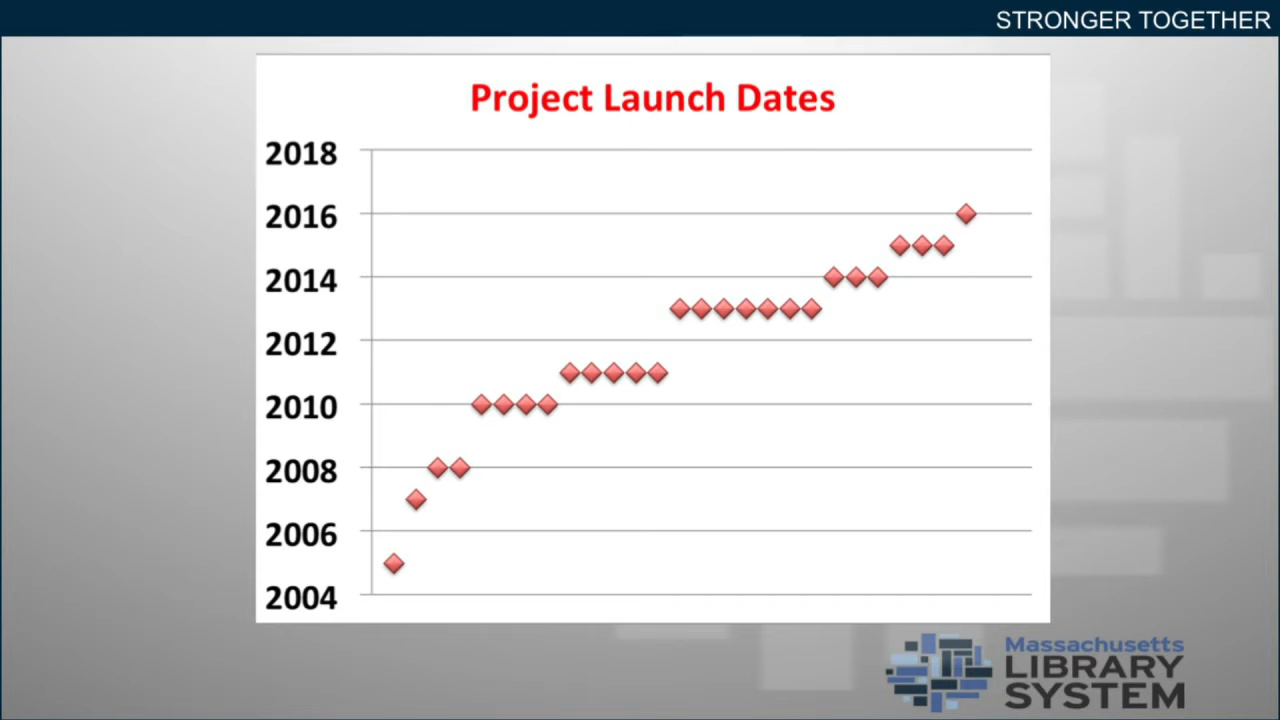 STRONGER TOGETHER
Project Launch Dates
2018
2016
2014
2012
2010
2008
2006
2004
Massachusetts
LIBRARY
SYSTEM